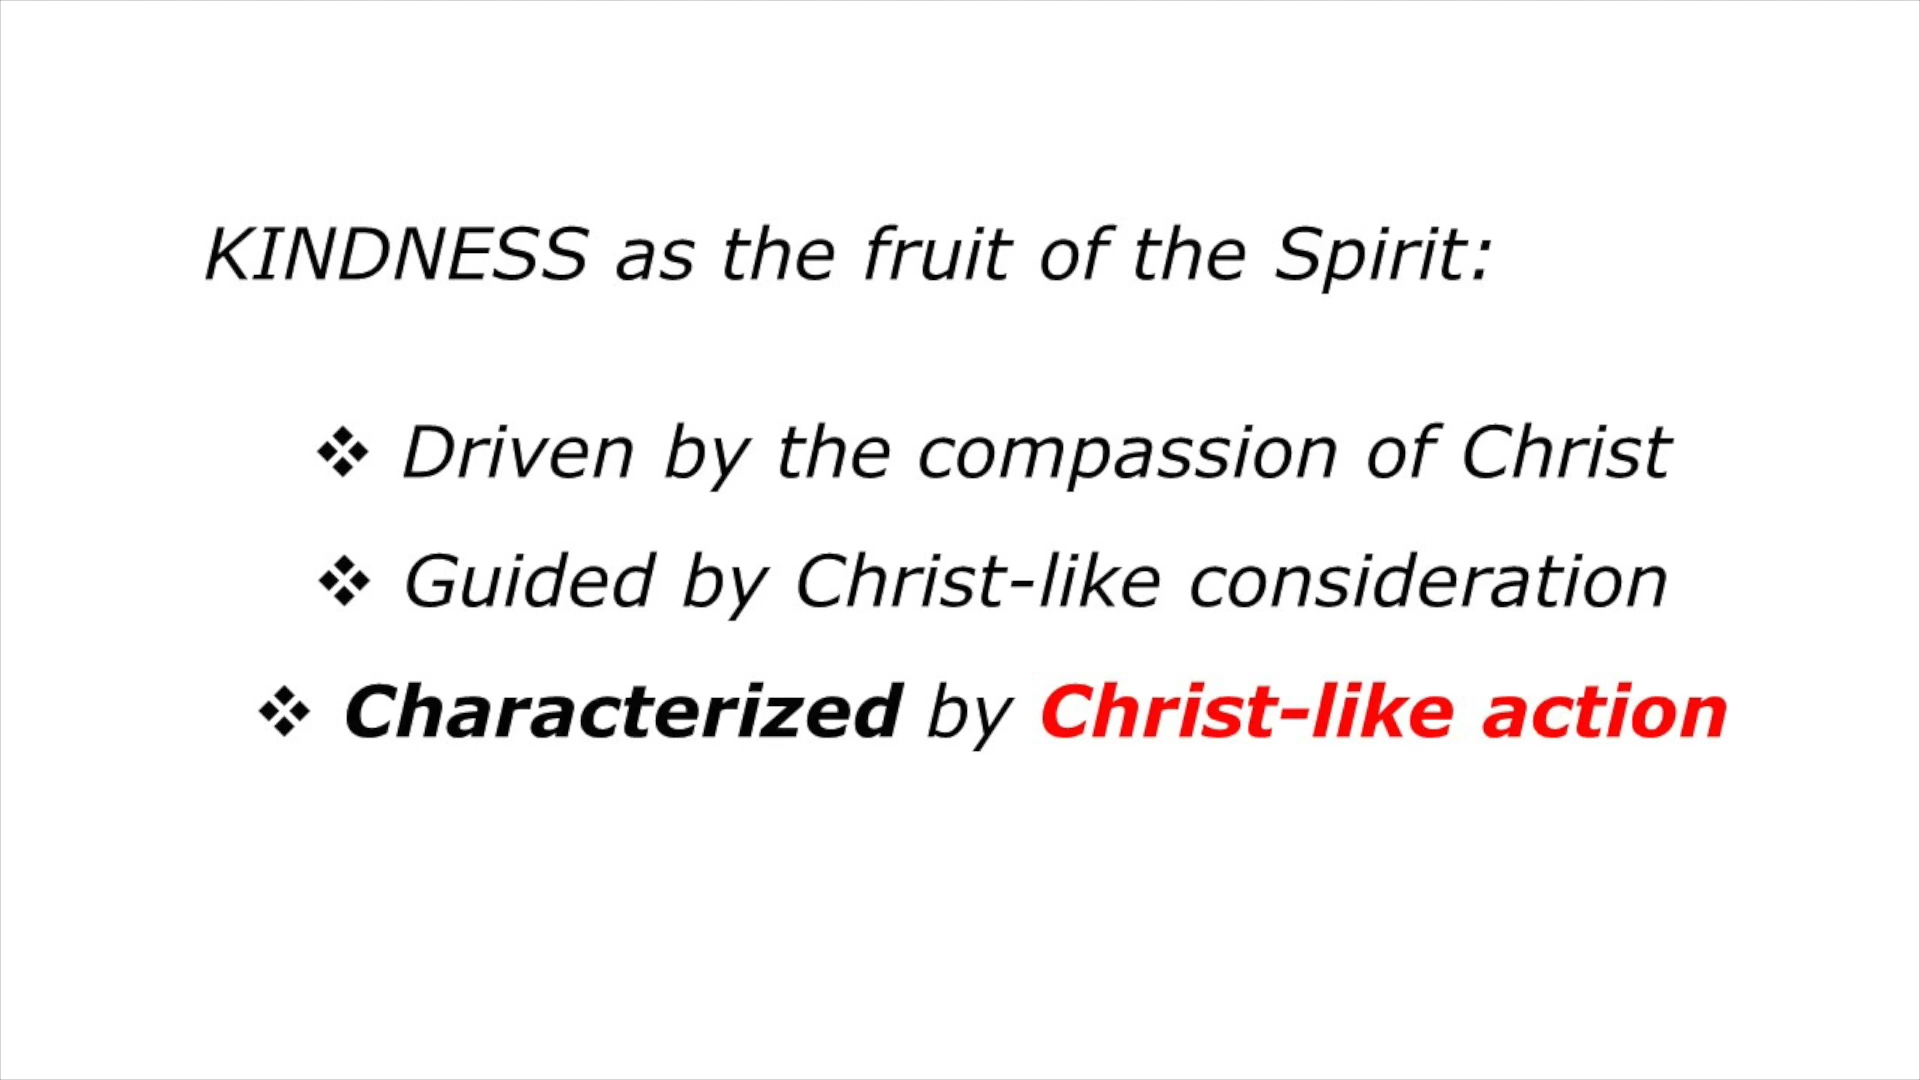 KINDNESS as the fruit of the Spirit:
❖ Driven by the compassion of Christ
❖ Guided by Christ-like consideration
❖ Characterized by Christ-like action